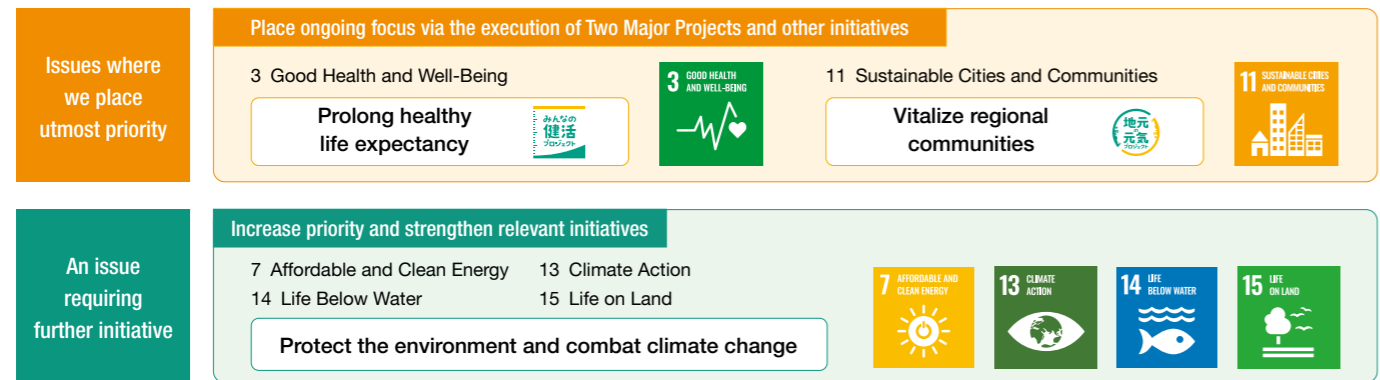 Issues where
we place
utmost priority
Place ongoing focus via the execution of Two Major Projects and other initiatives
3 Good Health and Well-Being
Prolong healthy
life expectancy
みんなの
健活
プロジェクト
3 GOOD HEALTH
AND WELL-BEING
11 Sustainable Cities and Communities
Vitalize regional
communities
地元の
元気
プロジェクト
11 SUSTAINABLE CITIES
AND COMMUNITIES
An issue
requiring
further initiative
Increase priority and strengthen relevant initiatives
7 Affordable and Clean Energy
13 Climate Action
14 Life Below Water
15 Life on Land
Protect the environment and combat climate change
7 AFFORDABLE AND
CLEAN ENERGY
13 CLIMATE
ACTION
14 LIFE
BELOW WATER
15 LIFE
ON LAND